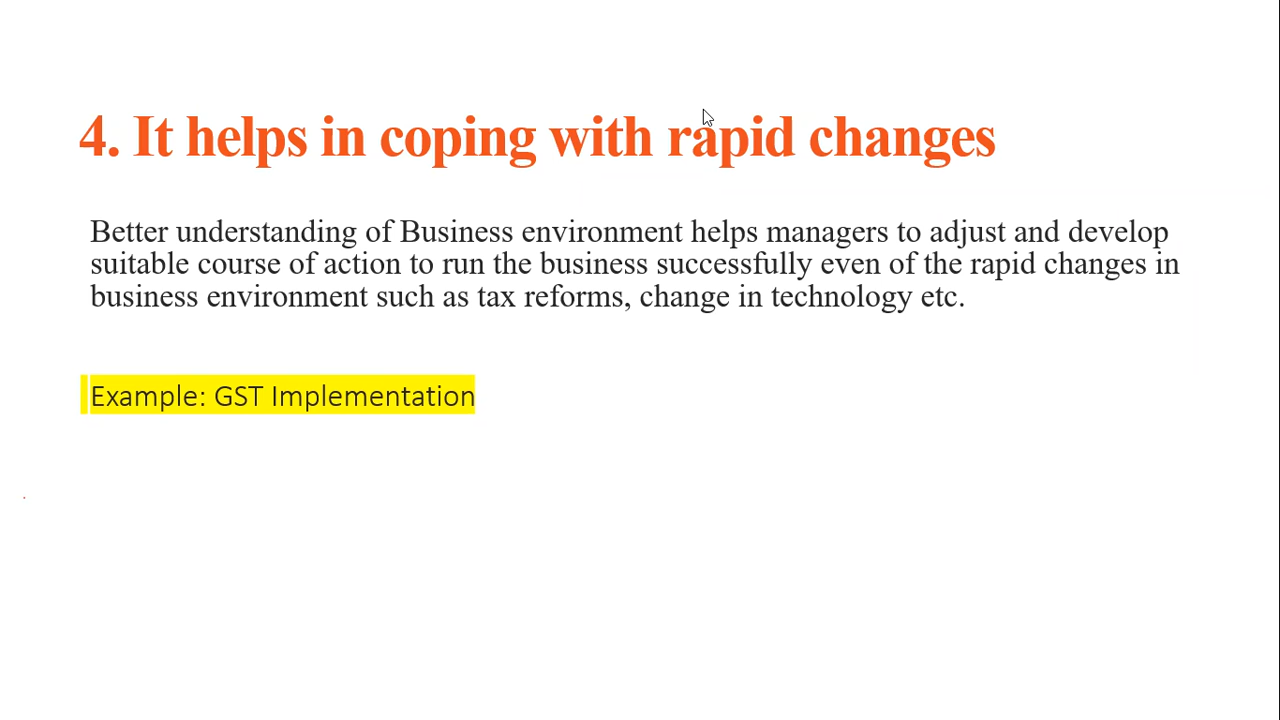 4. It helps in coping with rapid changes
Better understanding of Business environment helps managers to adjust and develop
suitable course of action to run the business successfully even of the rapid changes in
business environment such as tax reforms, change in technology etc.
Example: GST Implementation